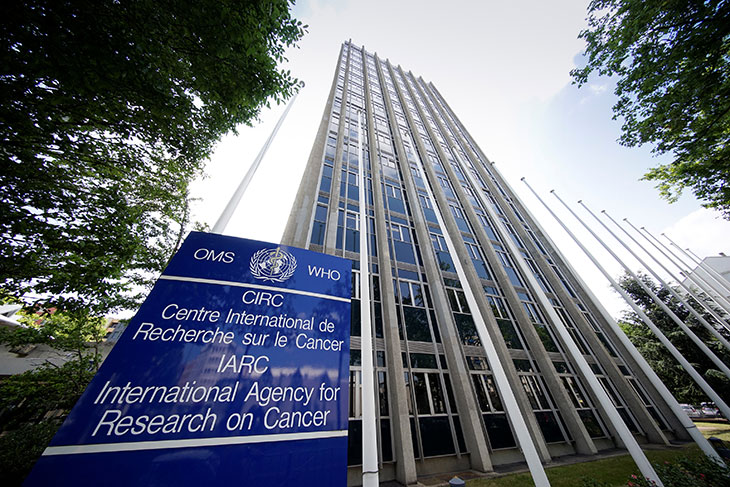 OMS WHO
CIRC
Centre International de
Recherche sur le Cancer
IARC
International Agency for
Research on Cancer